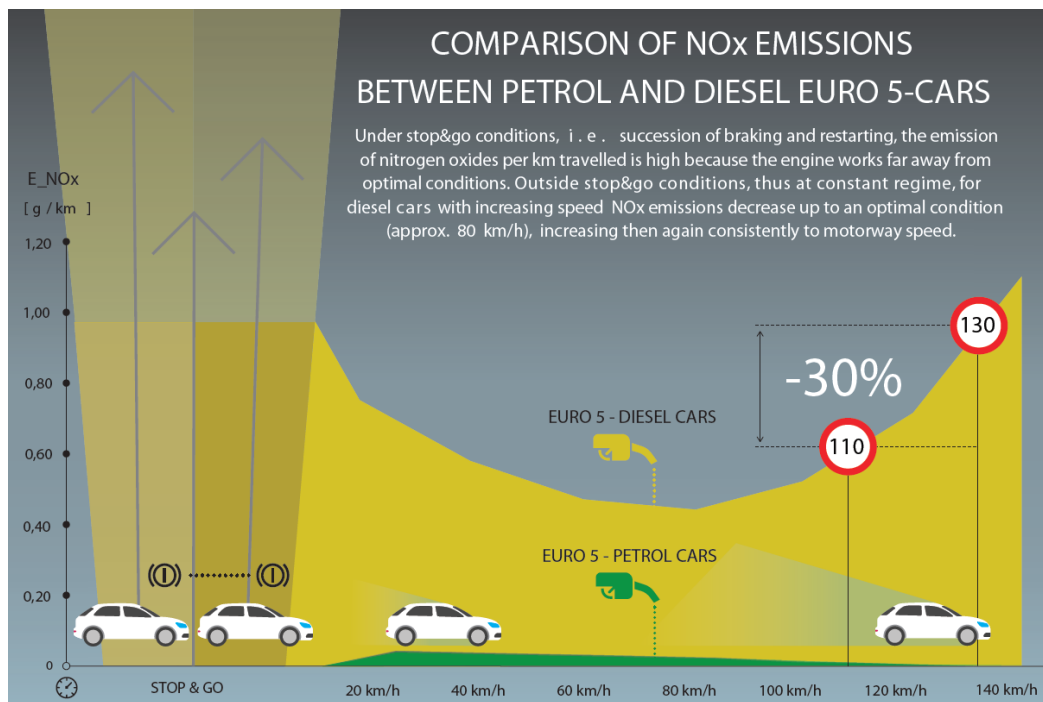 COMPARISON OF NOx EMISSIONS
BETWEEN PETROL AND DIESEL EURO 5-CARS
Under stop&go conditions, i.e. succession of braking and restarting, the emission
of nitrogen oxides per km travelled is high because the engine works far away from
optimal conditions. Outside stop&go conditions, thus at constant regime, for
diesel cars with increasing speed NOx emissions decrease up to an optimal condition
(approx. 80 km/h), increasing then again consistently to motorway speed.
E_NOx
[ g / km ]
1,20
1,00
0,80
0,60
0,40
0,20
0
130
-30%
110
EURO 5 - DIESEL CARS
EURO 5 - PETROL CARS
STOP & GO
20 km/h
40 km/h
60 km/h
80 km/h
100 km/h
120 km/h
140 km/h